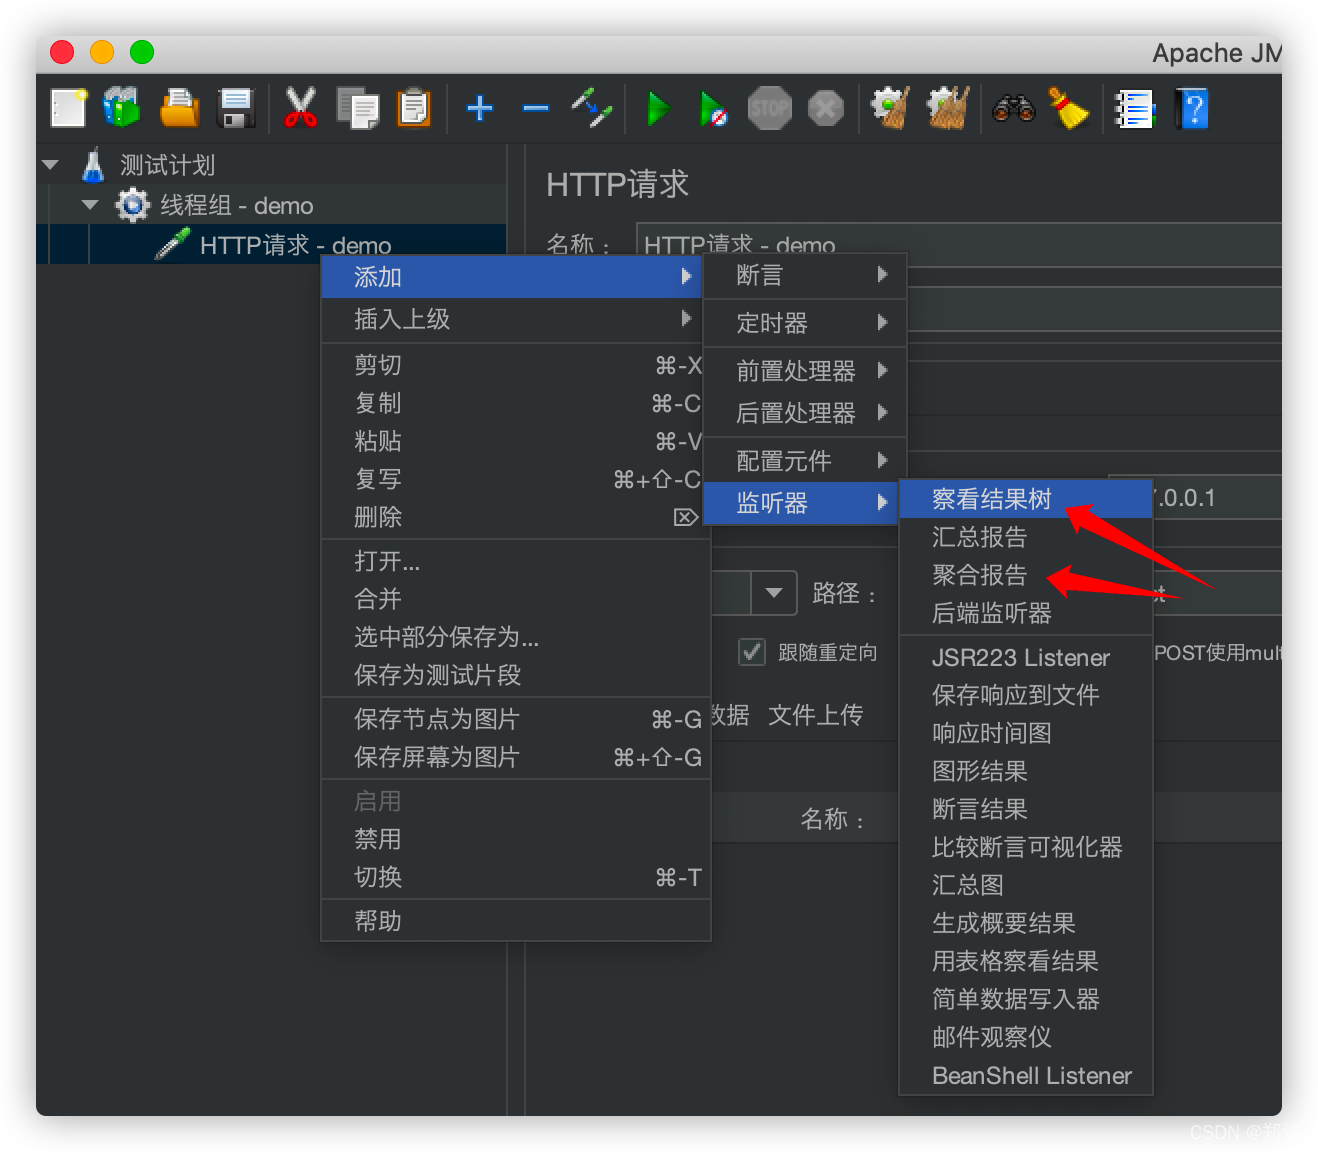 Apache JM
STOP
测试计划
线程组 - demo
HTTP请求 - demo
HTTP请求
名称：
HTTP请求 - demo
添加
插入上级
剪切 ⌘-X
复制 ⌘-C
粘贴 ⌘-V
复写 ⌘+⇧-C
删除 ⌦
打开...
合并
选中部分保存为...
保存为测试片段
保存节点为图片 ⌘-G
保存屏幕为图片 ⌘+⇧-G
启用
禁用
切换 ⌘-T
帮助
断言
定时器
前置处理器
后置处理器
配置元件
监听器
察看结果树
汇总报告
聚合报告
后端监听器
JSR223 Listener
保存响应到文件
响应时间图
图形结果
断言结果
比较断言可视化器
汇总图
生成概要结果
用表格察看结果
简单数据写入器
邮件观察仪
BeanShell Listener
.0.0.1
路径：
跟随重定向
POST使用mult
数据 文件上传
名称：
CSDN @郑